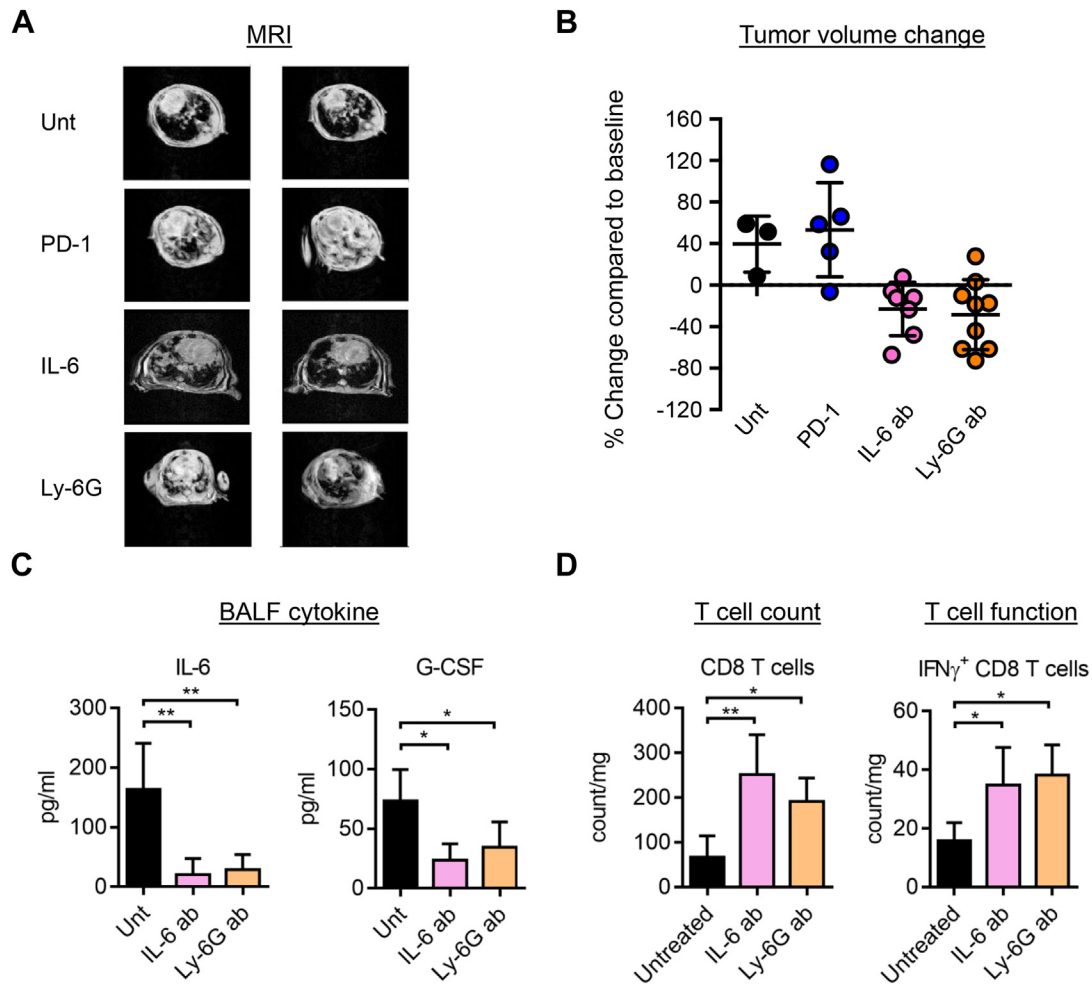 A
MRI
Unt
PD-1
IL-6
Ly-6G
B
Tumor volume change
% Change compared to baseline
160
120
80
40
0
-40
-80
-120
Unt
PD-1
IL-6 ab
Ly-6G ab
C
BALF cytokine
IL-6
pg/ml
300
200
100
0
**
**
Unt
IL-6 ab
Ly-6G ab
G-CSF
pg/ml
150
100
50
0
*
*
Unt
IL-6 ab
Ly-6G ab
D
T cell count
CD8 T cells
count/mg
400
300
200
100
0
*
**
Untreated
IL-6 ab
Ly-6G ab
T cell function
IFNγ⁺ CD8 T cells
count/mg
60
40
20
0
*
*
Untreated
IL-6 ab
Ly-6G ab